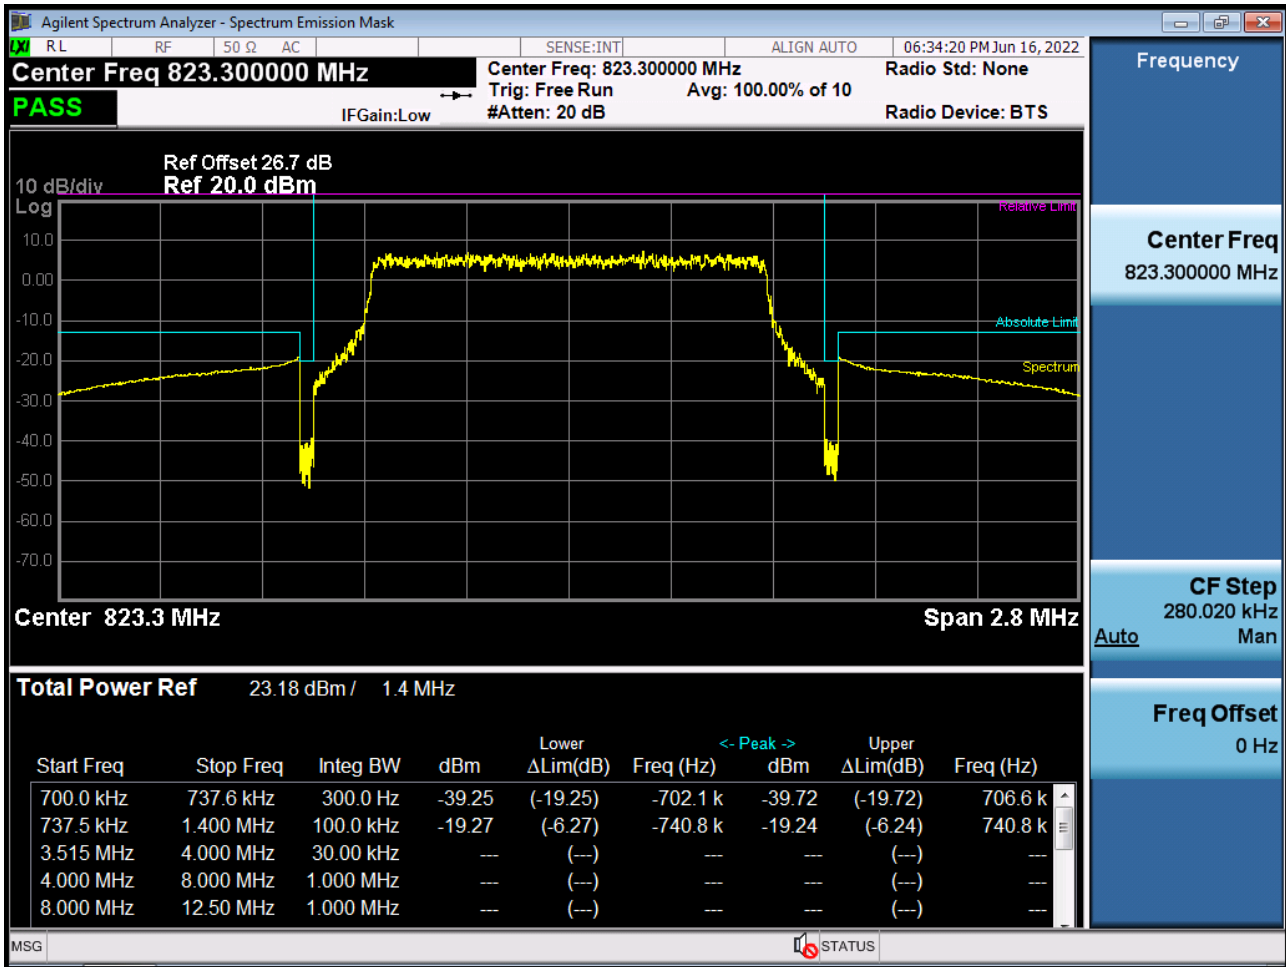 Agilent Spectrum Analyzer - Spectrum Emission Mask
LXI RL RF 50 Ω AC SENSE:INT ALIGN AUTO 06:34:20 PM Jun 16, 2022
Center Freq 823.300000 MHz
Center Freq: 823.300000 MHz Radio Std: None
Trig: Free Run Avg: 100.00% of 10
PASS
IFGain:Low #Atten: 20 dB Radio Device: BTS
Ref Offset 26.7 dB
10 dB/div Ref 20.0 dBm
Log
Relative Limit
10.0
0.00
-10.0
Absolute Limit
-20.0
Spectrum
-30.0
-40.0
-50.0
-60.0
-70.0
Center 823.3 MHz Span 2.8 MHz
Total Power Ref 23.18 dBm / 1.4 MHz
Lower <- Peak -> Upper
Start Freq Stop Freq Integ BW dBm ΔLim(dB) Freq (Hz) dBm ΔLim(dB) Freq (Hz)
700.0 kHz 737.6 kHz 300.0 Hz -39.25 (-19.25) -702.1 k -39.72 (-19.72) 706.6 k
737.5 kHz 1.400 MHz 100.0 kHz -19.27 (-6.27) -740.8 k -19.24 (-6.24) 740.8 k
3.515 MHz 4.000 MHz 30.00 kHz --- (---) --- --- (---) ---
4.000 MHz 8.000 MHz 1.000 MHz --- (---) --- --- (---) ---
8.000 MHz 12.50 MHz 1.000 MHz --- (---) --- --- (---) ---
MSG STATUS
Frequency
Center Freq
823.300000 MHz
CF Step
280.020 kHz
Auto Man
Freq Offset
0 Hz